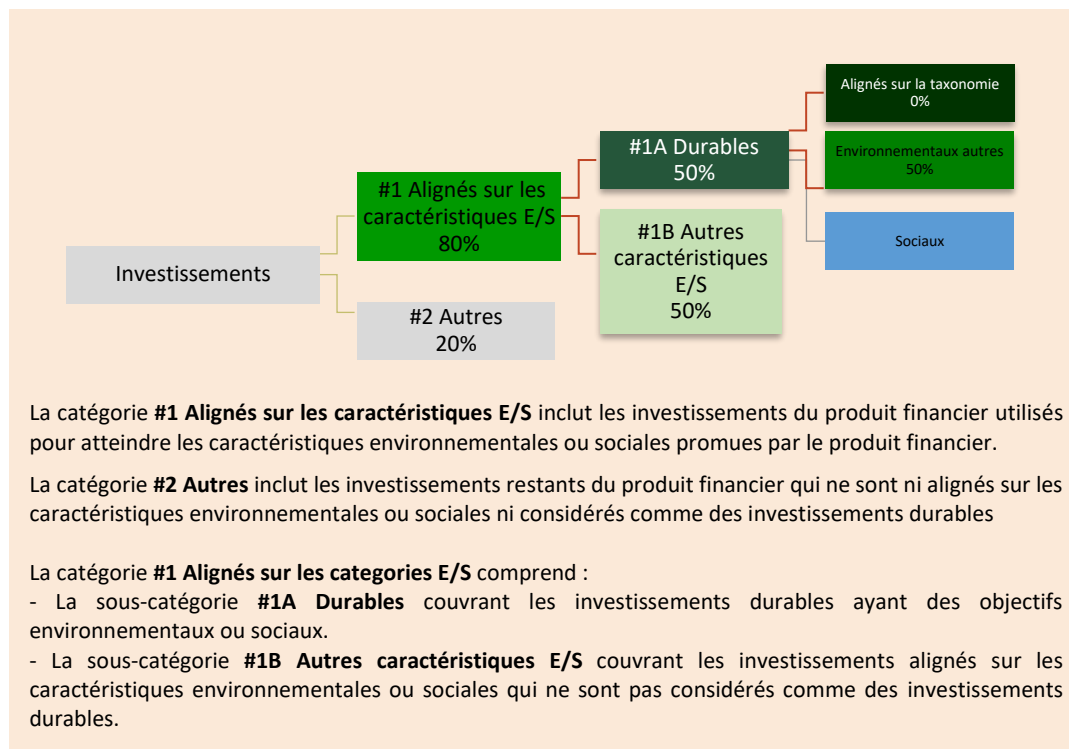 Alignés sur la taxonomie
0%
#1A Durables
50%
Environnementaux autres
50%
#1 Alignés sur les
caractéristiques E/S
80%
#1B Autres
caractéristiques
E/S
50%
Sociaux
Investissements
#2 Autres
20%
La catégorie #1 Alignés sur les caractéristiques E/S inclut les investissements du produit financier utilisés
pour atteindre les caractéristiques environnementales ou sociales promues par le produit financier.
La catégorie #2 Autres inclut les investissements restants du produit financier qui ne sont ni alignés sur les
caractéristiques environnementales ou sociales ni considérés comme des investissements durables
La catégorie #1 Alignés sur les categories E/S comprend :
- La sous-catégorie #1A Durables couvrant les investissements durables ayant des objectifs
environnementaux ou sociaux.
- La sous-catégorie #1B Autres caractéristiques E/S couvrant les investissements alignés sur les
caractéristiques environnementales ou sociales qui ne sont pas considérés comme des investissements
durables.